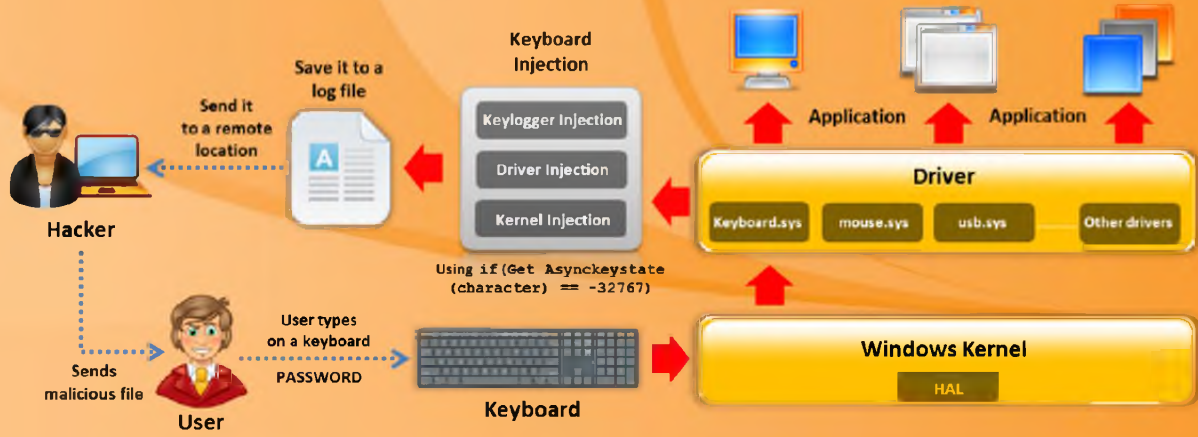 Keyboard
Injection
Save it to a
log file
Send it
to a remote
location
Hacker
A
Keylogger Injection
Driver Injection
Kernel Injection
Using if(Get Asynckeystate
(character) == -32767)
Application
Application
Driver
Keyboard.sys
mouse.sys
usb.sys
Other drivers
Sends
malicious file
User
User types
on a keyboard
PASSWORD
Keyboard
Windows Kernel
HAL